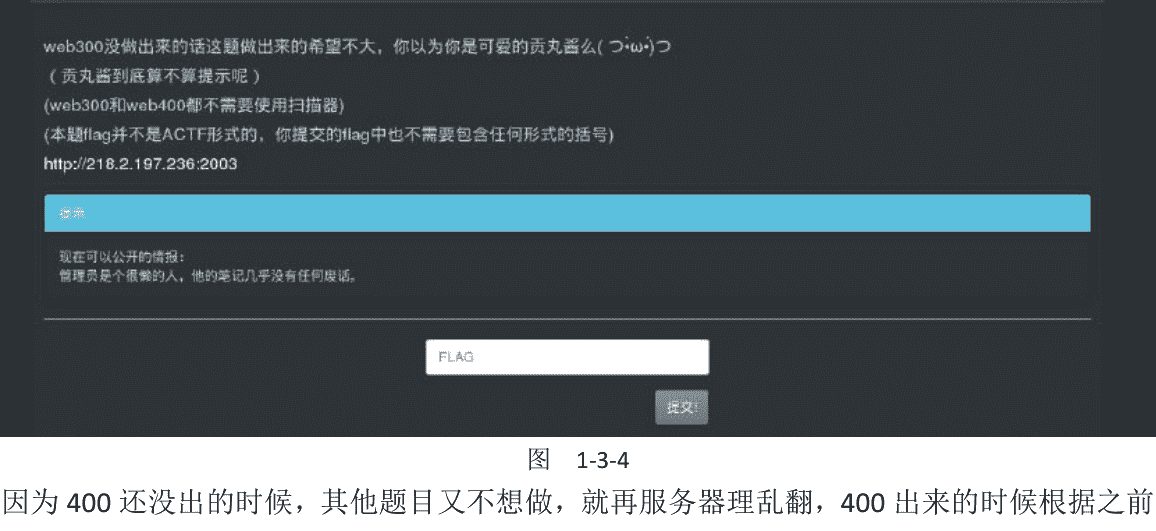 web300没做出来的话这题做出来的希望不大，你以为你是可爱的贡丸酱么( つ•̀ω•́)つ
（贡丸酱到底算不算提示呢）
(web300和web400都不需要使用扫描器)
(本题flag并不是ACTF形式的，你提交的flag中也不需要包含任何形式的括号)
http://218.2.197.236:2003
提示
现在可以公开的情报：
管理员是个很懒的人，他的笔记几乎没有任何废话。
FLAG
提交!
图 1-3-4
因为 400 还没出的时候，其他题目又不想做，就再服务器理乱翻，400 出来的时候根据之前